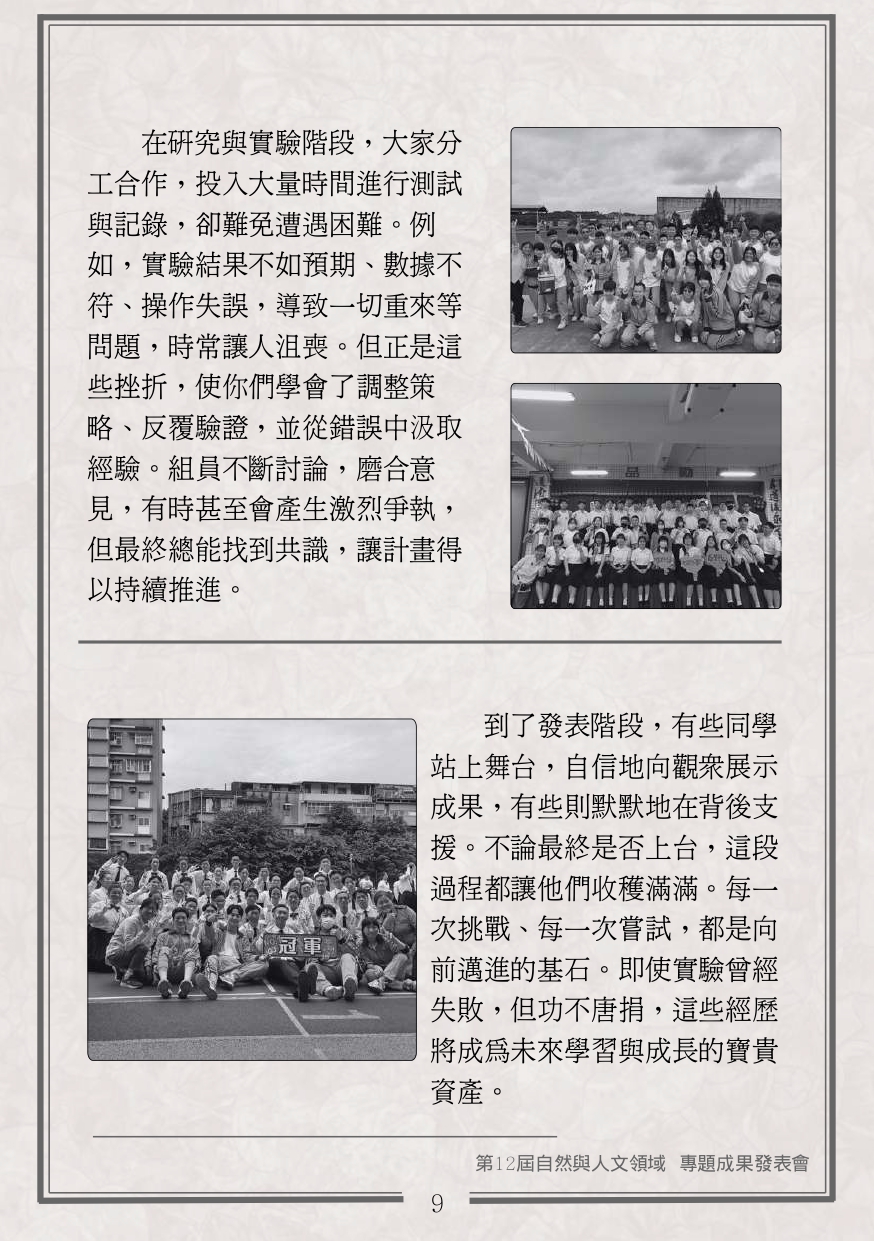 在研究與實驗階段，大家分
工合作，投入大量時間進行測試
與記錄，卻難免遭遇困難。例
如，實驗結果不如預期、數據不
符、操作失誤，導致一切重來等
問題，時常讓人沮喪。但正是這
些挫折，使你們學會了調整策
略、反覆驗證，並從錯誤中汲取
經驗。組員不斷討論，磨合意
見，有時甚至會產生激烈爭執，
但最終總能找到共識，讓計畫得
以持續推進。
冠軍
到了發表階段，有些同學
站上舞台，自信地向觀眾展示
成果，有些則默默地在背後支
援。不論最終是否上台，這段
過程都讓他們收穫滿滿。每一
次挑戰、每一次嘗試，都是向
前邁進的基石。即使實驗曾經
失敗，但功不唐捐，這些經歷
將成為未來學習與成長的寶貴
資產。
第12屆自然與人文領域 專題成果發表會
9